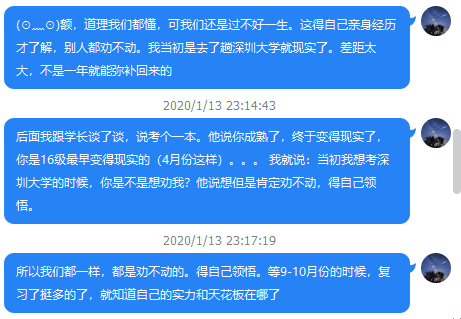 (⊙﹏⊙)额，道理我们都懂，可我们还是过不好一生。这得自己亲身经历
才了解，别人都劝不动。我当初是去了趟深圳大学就现实了。差距太
大，不是一年就能弥补回来的
2020/1/13 23:14:43
后面我跟学长谈了谈，说考个一本。他说你成熟了，终于变得现实了，
你是16级最早变得现实的（4月份这样）。。。 我就说：当初我想考深
圳大学的时候，你是不是想劝我？他说想但是肯定劝不动，得自己领
悟。
2020/1/13 23:17:19
所以我们都一样，都是劝不动的。得自己领悟。等9-10月份的时候，复
习了挺多的了，就知道自己的实力和天花板在哪了